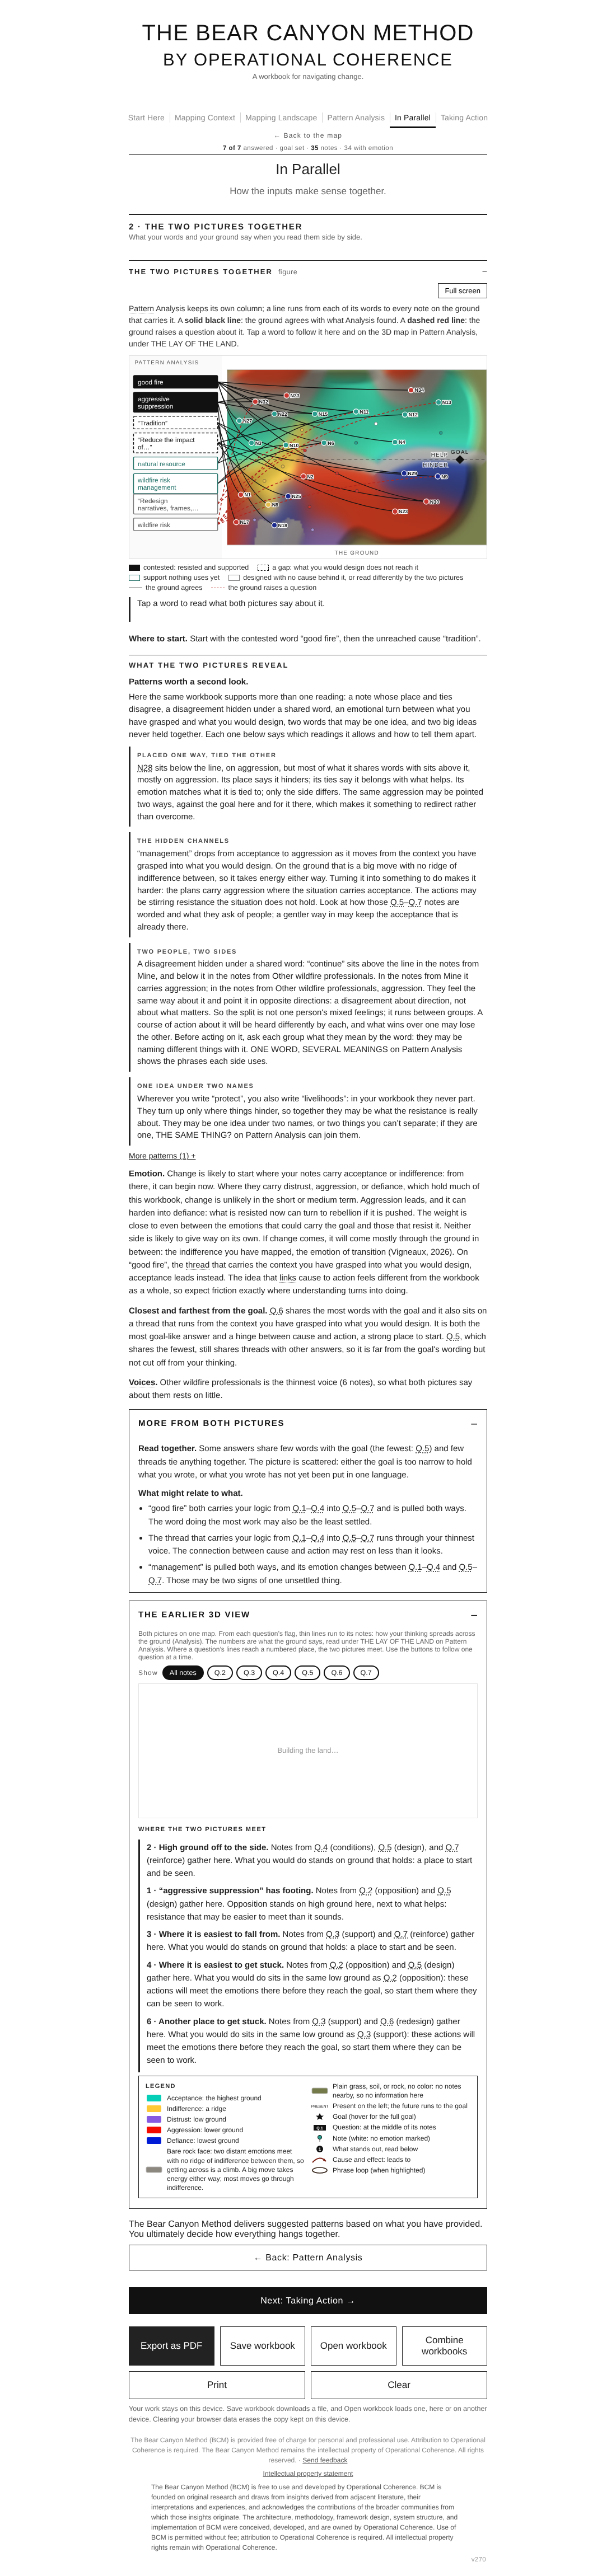 THE BEAR CANYON METHOD
BY OPERATIONAL COHERENCE
A workbook for navigating change.
Start Here
Mapping Context
Mapping Landscape
Pattern Analysis
In Parallel
Taking Action
← Back to the map
7 of 7 answered · goal set · 35 notes · 34 with emotion
In Parallel
How the inputs make sense together.
2 · THE TWO PICTURES TOGETHER
What your words and your ground say when you read them side by side.
THE TWO PICTURES TOGETHER figure
–
Full screen
Pattern Analysis keeps its own column; a line runs from each of its words to every note on the ground
that carries it. A solid black line: the ground agrees with what Analysis found. A dashed red line: the
ground raises a question about it. Tap a word to follow it here and on the 3D map in Pattern Analysis,
under THE LAY OF THE LAND.
PATTERN ANALYSIS
good fire
aggressive
suppression
“Tradition”
“Reduce the impact
of…”
natural resource
wildfire risk
management
“Redesign
narratives, frames,…
wildfire risk
GOAL
HELP
HINDER
THE GROUND
contested: resisted and supported
a gap: what you would design does not reach it
support nothing uses yet
designed with no cause behind it, or read differently by the two pictures
the ground agrees
the ground raises a question
Tap a word to read what both pictures say about it.
Where to start. Start with the contested word “good fire”, then the unreached cause “tradition”.
WHAT THE TWO PICTURES REVEAL
Patterns worth a second look.
Here the same workbook supports more than one reading: a note whose place and ties
disagree, a disagreement hidden under a shared word, an emotional turn between what you
have grasped and what you would design, two words that may be one idea, and two big ideas
never held together. Each one below says which readings it allows and how to tell them apart.
PLACED ONE WAY, TIED THE OTHER
N28 sits below the line, on aggression, but most of what shares words with sits above it,
mostly on aggression. Its place says it hinders; its ties say it belongs with what helps. Its
emotion matches what it is tied to; only the side differs. The same aggression may be pointed
two ways, against the goal here and for it there, which makes it something to redirect rather
than overcome.
THE HIDDEN CHANNELS
“management” drops from acceptance to aggression as it moves from the context you have
grasped into what you would design. On the ground that is a big move with no ridge of
indifference between, so it takes energy either way. Turning it into something to do makes it
harder: the plans carry aggression where the situation carries acceptance. The actions may
be stirring resistance the situation does not hold. Look at how those Q.5–Q.7 notes are
worded and what they ask of people; a gentler way in may keep the acceptance that is
already there.
TWO PEOPLE, TWO SIDES
A disagreement hidden under a shared word: “continue” sits above the line in the notes from
Mine, and below it in the notes from Other wildfire professionals. In the notes from Mine it
carries aggression; in the notes from Other wildfire professionals, aggression. They feel the
same way about it and point it in opposite directions: a disagreement about direction, not
about what matters. So the split is not one person's mixed feelings; it runs between groups. A
course of action about it will be heard differently by each, and what wins over one may lose
the other. Before acting on it, ask each group what they mean by the word: they may be
naming different things with it. ONE WORD, SEVERAL MEANINGS on Pattern Analysis
shows the phrases each side uses.
ONE IDEA UNDER TWO NAMES
Wherever you write “protect”, you also write “livelihoods”: in your workbook they never part.
They turn up only where things hinder, so together they may be what the resistance is really
about. They may be one idea under two names, or two things you can’t separate; if they are
one, THE SAME THING? on Pattern Analysis can join them.
More patterns (1) +
Emotion. Change is likely to start where your notes carry acceptance or indifference: from
there, it can begin now. Where they carry distrust, aggression, or defiance, which hold much of
this workbook, change is unlikely in the short or medium term. Aggression leads, and it can
harden into defiance: what is resisted now can turn to rebellion if it is pushed. The weight is
close to even between the emotions that could carry the goal and those that resist it. Neither
side is likely to give way on its own. If change comes, it will come mostly through the ground in
between: the indifference you have mapped, the emotion of transition (Vigneaux, 2026). On
“good fire”, the thread that carries the context you have grasped into what you would design,
acceptance leads instead. The idea that links cause to action feels different from the workbook
as a whole, so expect friction exactly where understanding turns into doing.
Closest and farthest from the goal. Q.6 shares the most words with the goal and it also sits on
a thread that runs from the context you have grasped into what you would design. It is both the
most goal-like answer and a hinge between cause and action, a strong place to start. Q.5, which
shares the fewest, still shares threads with other answers, so it is far from the goal's wording but
not cut off from your thinking.
Voices. Other wildfire professionals is the thinnest voice (6 notes), so what both pictures say
about them rests on little.
MORE FROM BOTH PICTURES
–
Read together. Some answers share few words with the goal (the fewest: Q.5) and few
threads tie anything together. The picture is scattered: either the goal is too narrow to hold
what you wrote, or what you wrote has not yet been put in one language.
What might relate to what.
• “good fire” both carries your logic from Q.1–Q.4 into Q.5–Q.7 and is pulled both ways.
The word doing the most work may also be the least settled.
• The thread that carries your logic from Q.1–Q.4 into Q.5–Q.7 runs through your thinnest
voice. The connection between cause and action may rest on less than it looks.
• “management” is pulled both ways, and its emotion changes between Q.1–Q.4 and Q.5–
Q.7. Those may be two signs of one unsettled thing.
THE EARLIER 3D VIEW
–
Both pictures on one map. From each question's flag, thin lines run to its notes: how your thinking spreads across
the ground (Analysis). The numbers are what the ground says, read under THE LAY OF THE LAND on Pattern
Analysis. Where a question's lines reach a numbered place, the two pictures meet. Use the buttons to follow one
question at a time.
Show
All notes
Q.2
Q.3
Q.4
Q.5
Q.6
Q.7
Building the land…
WHERE THE TWO PICTURES MEET
2 · High ground off to the side. Notes from Q.4 (conditions), Q.5 (design), and Q.7
(reinforce) gather here. What you would do stands on ground that holds: a place to start
and be seen.
1 · “aggressive suppression” has footing. Notes from Q.2 (opposition) and Q.5
(design) gather here. Opposition stands on high ground here, next to what helps:
resistance that may be easier to meet than it sounds.
3 · Where it is easiest to fall from. Notes from Q.3 (support) and Q.7 (reinforce) gather
here. What you would do stands on ground that holds: a place to start and be seen.
4 · Where it is easiest to get stuck. Notes from Q.2 (opposition) and Q.5 (design)
gather here. What you would do sits in the same low ground as Q.2 (opposition): these
actions will meet the emotions there before they reach the goal, so start them where they
can be seen to work.
6 · Another place to get stuck. Notes from Q.3 (support) and Q.6 (redesign) gather
here. What you would do sits in the same low ground as Q.3 (support): these actions will
meet the emotions there before they reach the goal, so start them where they can be
seen to work.
LEGEND
Acceptance: the highest ground
Indifference: a ridge
Distrust: low ground
Aggression: lower ground
Defiance: lowest ground
Bare rock face: two distant emotions meet
with no ridge of indifference between them, so
getting across is a climb. A big move takes
energy either way; most moves go through
indifference.
Plain grass, soil, or rock, no color: no notes
nearby, so no information here
PRESENT Present on the left; the future runs to the goal
Goal (hover for the full goal)
Question: at the middle of its notes
Note (white: no emotion marked)
What stands out, read below
Cause and effect: leads to
Phrase loop (when highlighted)
The Bear Canyon Method delivers suggested patterns based on what you have provided.
You ultimately decide how everything hangs together.
← Back: Pattern Analysis
Next: Taking Action →
Export as PDF
Save workbook
Open workbook
Combine
workbooks
Print
Clear
Your work stays on this device. Save workbook downloads a file, and Open workbook loads one, here or on another
device. Clearing your browser data erases the copy kept on this device.
The Bear Canyon Method (BCM) is provided free of charge for personal and professional use. Attribution to Operational
Coherence is required. The Bear Canyon Method remains the intellectual property of Operational Coherence. All rights
reserved. · Send feedback
Intellectual property statement
The Bear Canyon Method (BCM) is free to use and developed by Operational Coherence. BCM is
founded on original research and draws from insights derived from adjacent literature, their
interpretations and experiences, and acknowledges the contributions of the broader communities from
which those insights originate. The architecture, methodology, framework design, system structure, and
implementation of BCM were conceived, developed, and are owned by Operational Coherence. Use of
BCM is permitted without fee; attribution to Operational Coherence is required. All intellectual property
rights remain with Operational Coherence.
v270